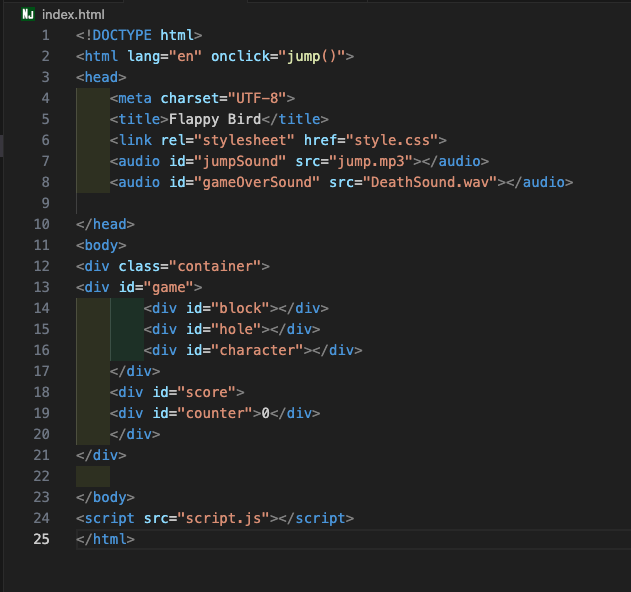 NJ index.html
1 <!DOCTYPE html>
2 <html lang="en" onclick="jump()">
3 <head>
4     <meta charset="UTF-8">
5     <title>Flappy Bird</title>
6     <link rel="stylesheet" href="style.css">
7     <audio id="jumpSound" src="jump.mp3"></audio>
8     <audio id="gameOverSound" src="DeathSound.wav"></audio>
9
10 </head>
11 <body>
12 <div class="container">
13 <div id="game">
14         <div id="block"></div>
15         <div id="hole"></div>
16         <div id="character"></div>
17     </div>
18     <div id="score">
19     <div id="counter">0</div>
20     </div>
21 </div>
22
23 </body>
24 <script src="script.js"></script>
25 </html>